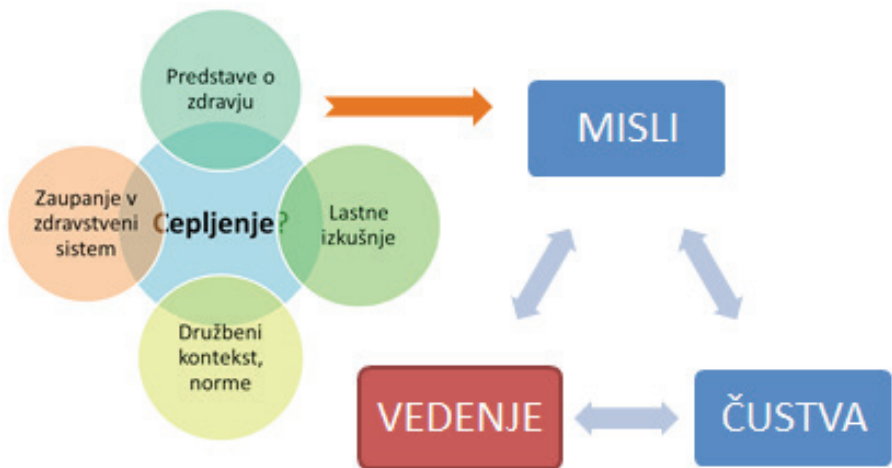 Predstave o
zdravju
Zaupanje v
zdravstveni
sistem
Cepljenje?
Lastne
izkušnje
Družbeni
kontekst,
norme
MISLI
VEDENJE
ČUSTVA